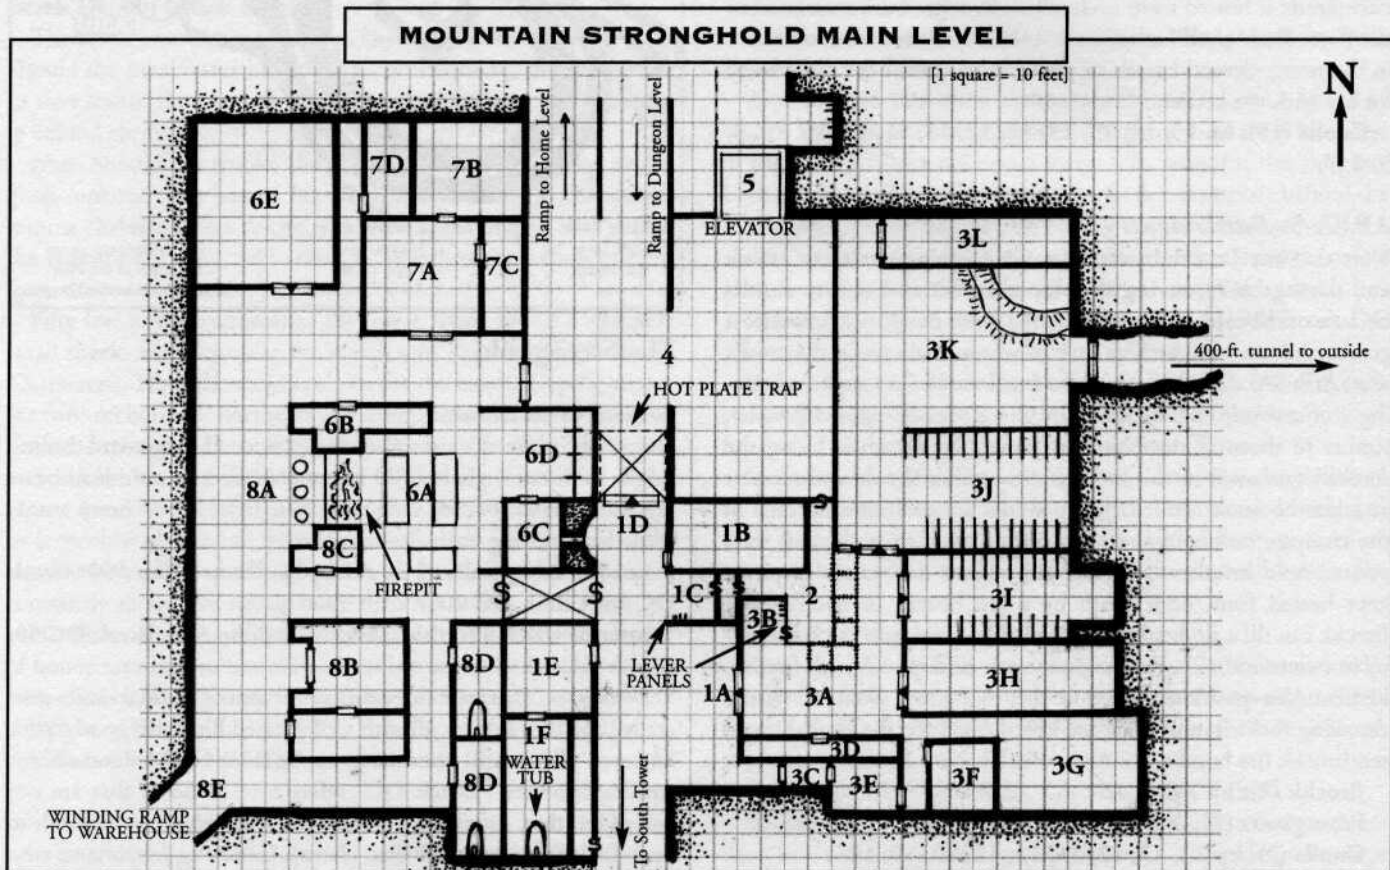 MOUNTAIN STRONGHOLD MAIN LEVEL
[1 square = 10 feet]
N
Ramp to Home Level
Ramp to Dungeon Level
7D
7B
5
6E
ELEVATOR
3L
7A
7C
4
3K
400-ft. tunnel to outside
HOT PLATE TRAP
6B
6D
8A
6A
3J
6C
1D
1B
8C
FIREPIT
S
S
S
1C
S
S
2
3I
3B
S
8B
8D
1E
LEVER
PANELS
1A
3A
3H
1F
WATER
TUB
3D
8D
3C
3E
3F
3G
8E
WINDING RAMP
TO WAREHOUSE
To South Tower
S